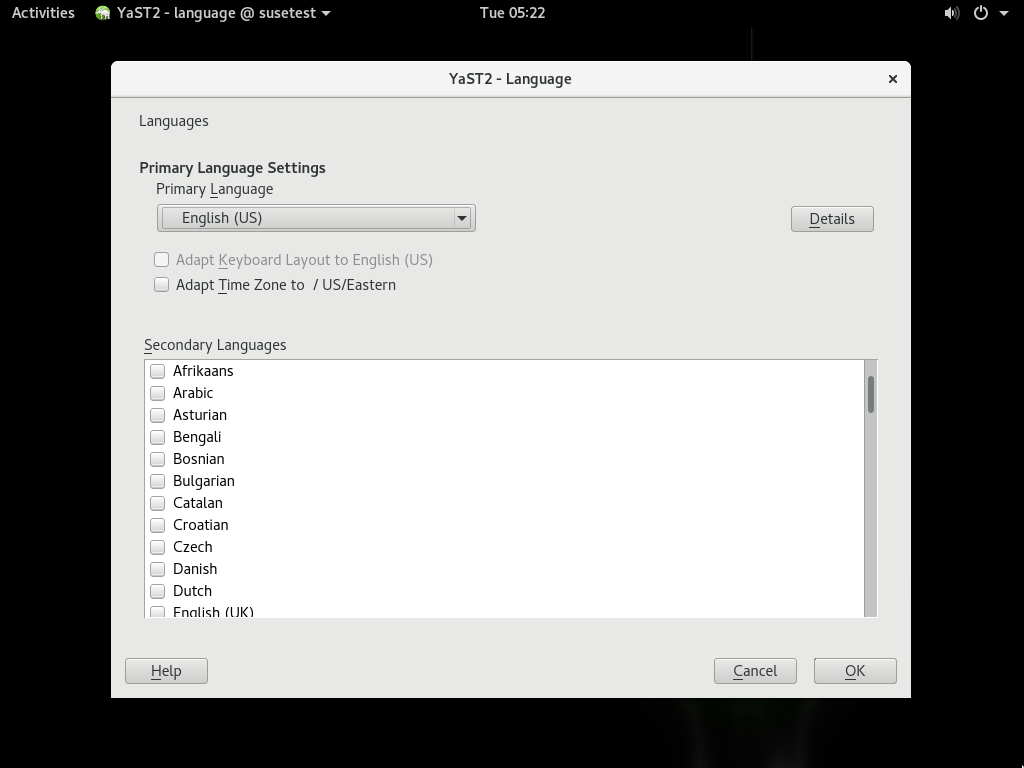 Activities YaST2 - language @ susetest Tue 05:22
YaST2 - Language
Languages
Primary Language Settings
Primary Language
English (US)
Details
Adapt Keyboard Layout to English (US)
Adapt Time Zone to / US/Eastern
Secondary Languages
Afrikaans
Arabic
Asturian
Bengali
Bosnian
Bulgarian
Catalan
Croatian
Czech
Danish
Dutch
English (UK)
Help Cancel OK